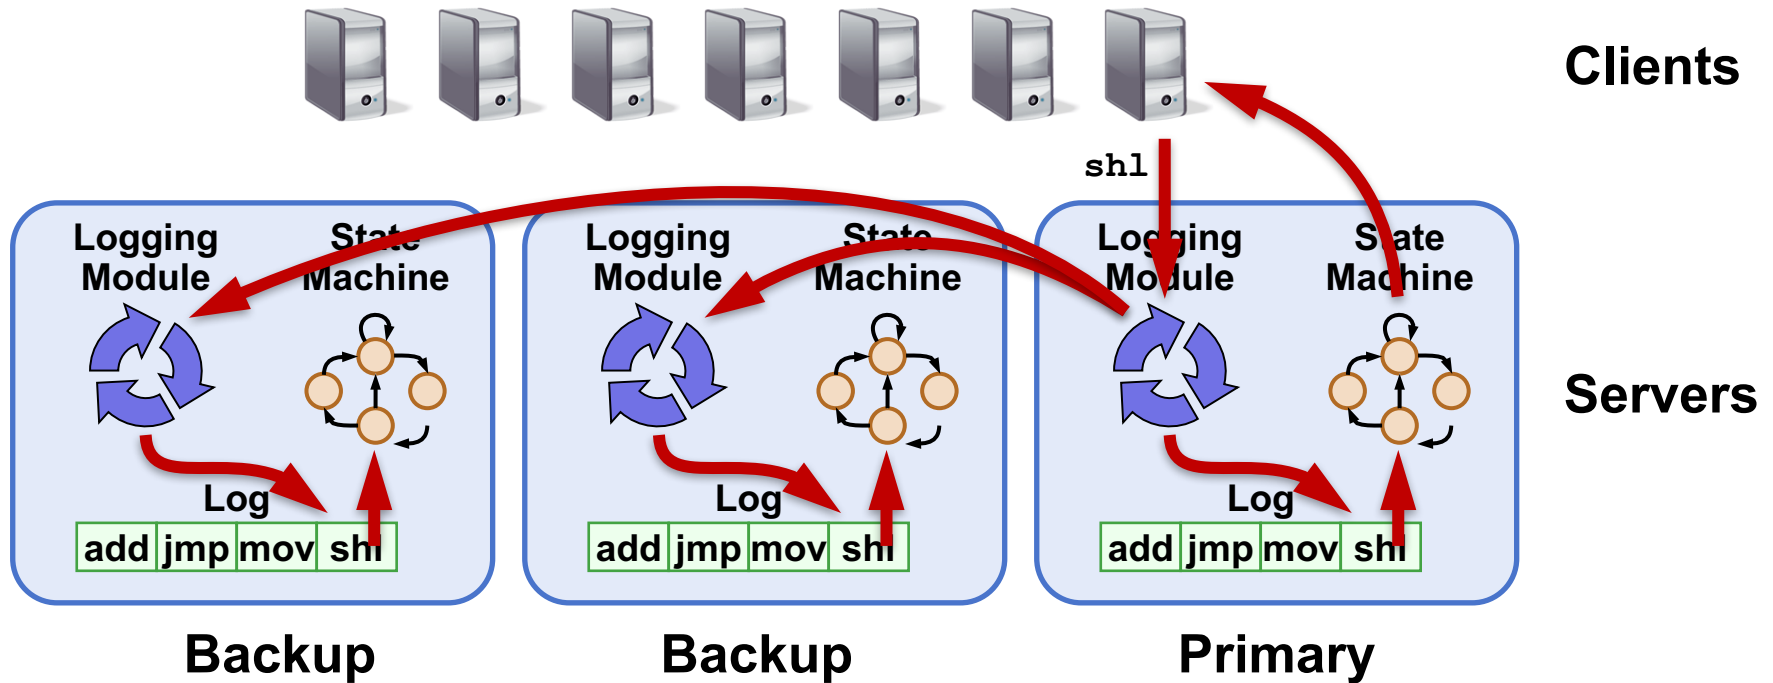 Clients
shl
Logging Module
State Machine
Logging Module
State Machine
Logging Module
State Machine
Servers
Log
Log
Log
add jmp mov shl
add jmp mov shl
add jmp mov shl
Backup
Backup
Primary